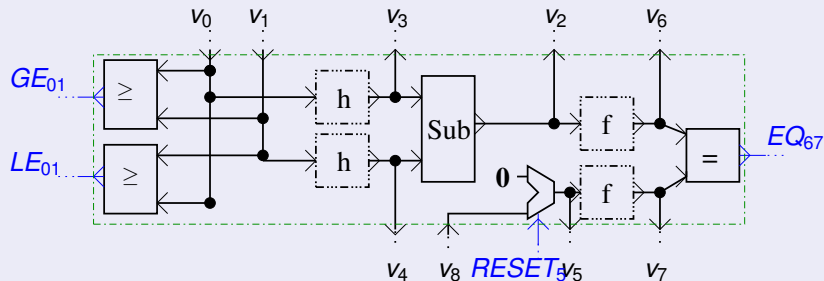 v0 v1 v3 v2 v6
GE01 ≥ h Sub f EQ67
LE01 ≥ h 0 f =
v4 v8 RESET5 v5 v7